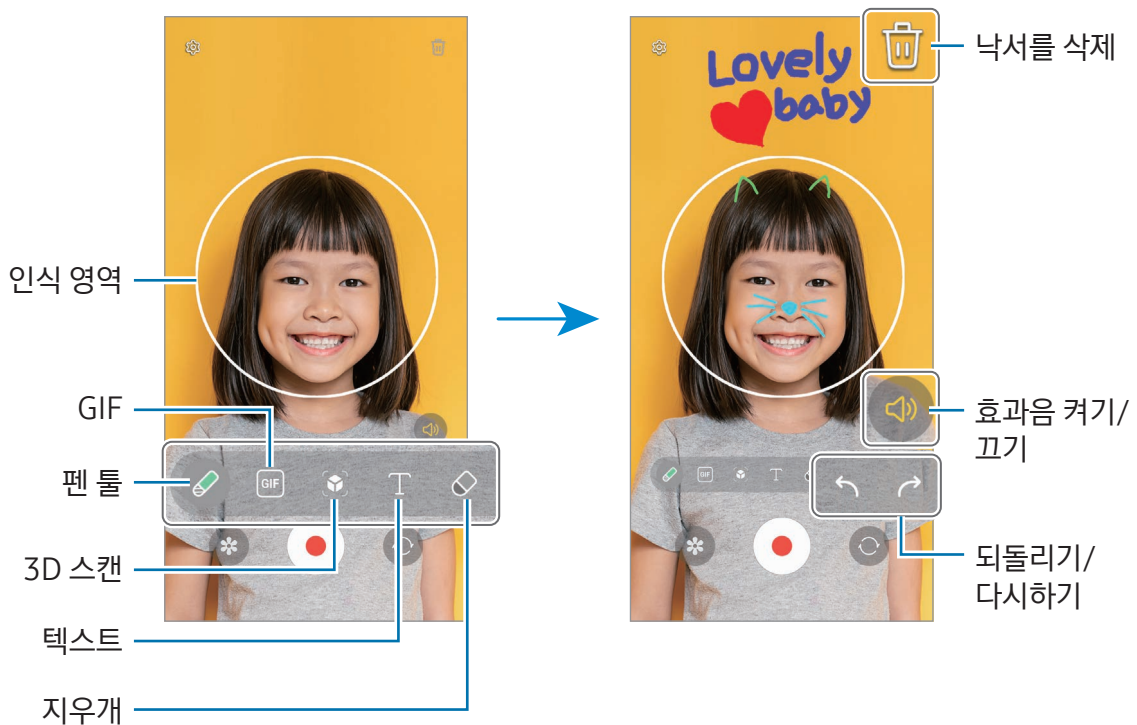 낙서를 삭제
Lovely
baby
인식 영역
GIF
효과음 켜기/
끄기
펜 툴
GIF
T
GIF
T
3D 스캔
되돌리기/
다시하기
텍스트
지우개